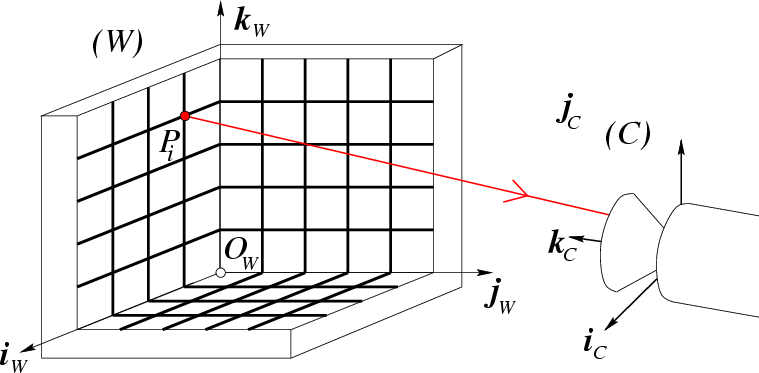 (W)
k_W
P_i
O_W
j_W
i_W
j_C
(C)
k_C
i_C